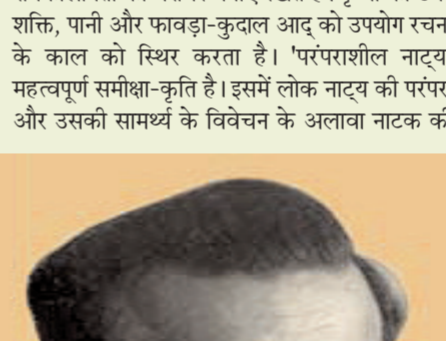 शक्ति, पानी और फावड़ा-कुदाल आद् को उपयोग रचन
के काल को स्थिर करता है। 'परंपराशील नाट्य
महत्वपूर्ण समीक्षा-कृति है। इसमें लोक नाट्य की परंपर
और उसकी सामर्थ्य के विवेचन के अलावा नाटक की